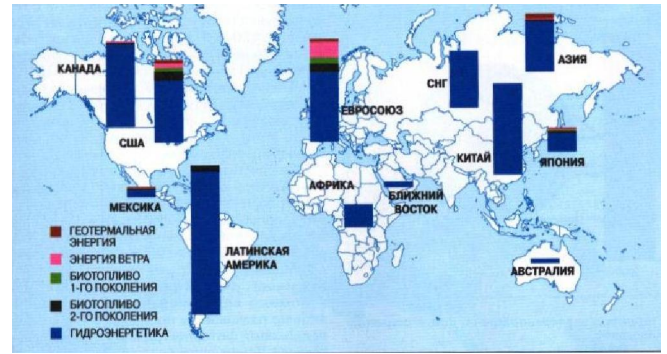 КАНАДА
США
МЕКСИКА
ЕВРОСОЮЗ
СНГ
АЗИЯ
КИТАЙ
ЯПОНИЯ
АФРИКА
БЛИЖНИЙ
ВОСТОК
ЛАТИНСКАЯ
АМЕРИКА
АВСТРАЛИЯ
ГЕОТЕРМАЛЬНАЯ
ЭНЕРГИЯ
ЭНЕРГИЯ ВЕТРА
БИОТОПЛИВО
1-ГО ПОКОЛЕНИЯ
БИОТОПЛИВО
2-ГО ПОКОЛЕНИЯ
ГИДРОЭНЕРГЕТИКА